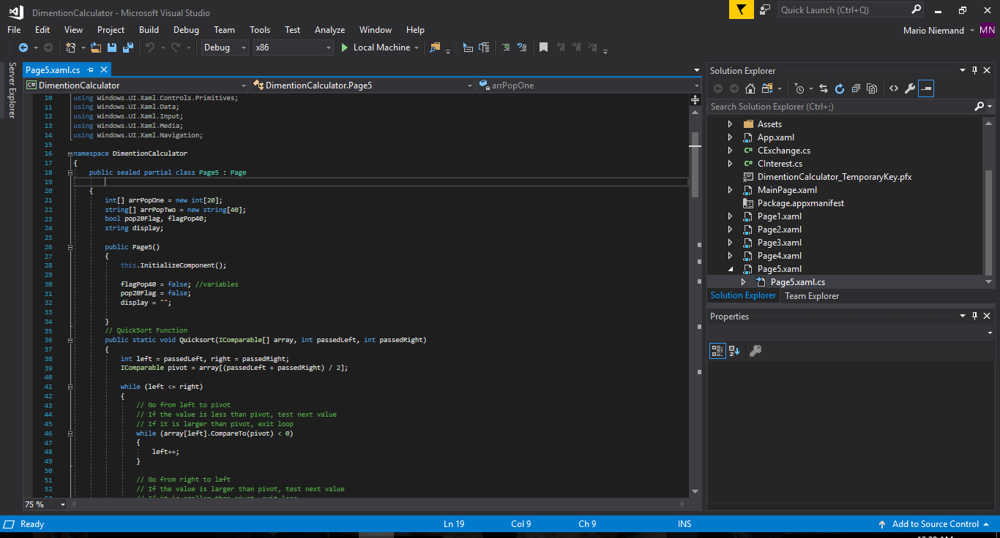 DimentionCalculator - Microsoft Visual Studio
Quick Launch (Ctrl+Q)
File Edit View Project Build Debug Team Tools Test Analyze Window Help
Mario Niemand MN
Debug x86 Local Machine
Server Explorer
Page5.xaml.cs
C# DimentionCalculator DimentionCalculator.Page5 arrPopOne
10 using Windows.UI.Xaml.Controls.Primitives;
11 using Windows.UI.Xaml.Data;
12 using Windows.UI.Xaml.Input;
13 using Windows.UI.Xaml.Media;
14 using Windows.UI.Xaml.Navigation;
15
16 namespace DimentionCalculator
17 {
18 public sealed partial class Page5 : Page
19
20 {
21 int[] arrPopOne = new int[20];
22 string[] arrPopTwo = new string[40];
23 bool pop20Flag, flagPop40;
24 string display;
25
26 public Page5()
27 {
28 this.InitializeComponent();
29
30 flagPop40 = false; //variables
31 pop20Flag = false;
32 display = "";
33
34 }
35 // QuickSort Function
36 public static void Quicksort(IComparable[] array, int passedLeft, int passedRight)
37 {
38 int left = passedLeft, right = passedRight;
39 IComparable pivot = array[(passedLeft + passedRight) / 2];
40
41 while (left <= right)
42 {
43 // Go from left to pivot
44 // If the value is less than pivot, test next value
45 // If it is larger than pivot, exit loop
46 while (array[left].CompareTo(pivot) < 0)
47 {
48 left++;
49 }
50
51 // Go from right to left
52 // If the value is larger than pivot, test next value
75 %
Solution Explorer
Search Solution Explorer (Ctrl+;)
Assets
App.xaml
C# CExchange.cs
C# CInterest.cs
DimentionCalculator_TemporaryKey.pfx
MainPage.xaml
Package.appxmanifest
Page1.xaml
Page2.xaml
Page3.xaml
Page4.xaml
Page5.xaml
Page5.xaml.cs
Solution Explorer Team Explorer
Properties
Ready Ln 19 Col 9 Ch 9 INS Add to Source Control